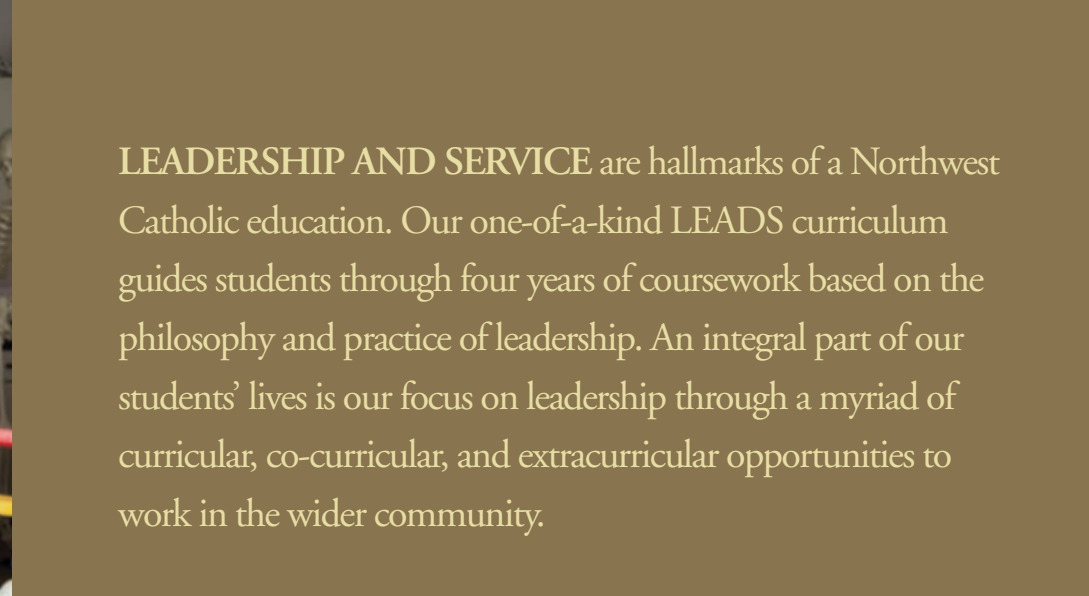 LEADERSHIP AND SERVICE are hallmarks of a Northwest
Catholic education. Our one-of-a-kind LEADS curriculum
guides students through four years of coursework based on the
philosophy and practice of leadership. An integral part of our
students’ lives is our focus on leadership through a myriad of
curricular, co-curricular, and extracurricular opportunities to
work in the wider community.